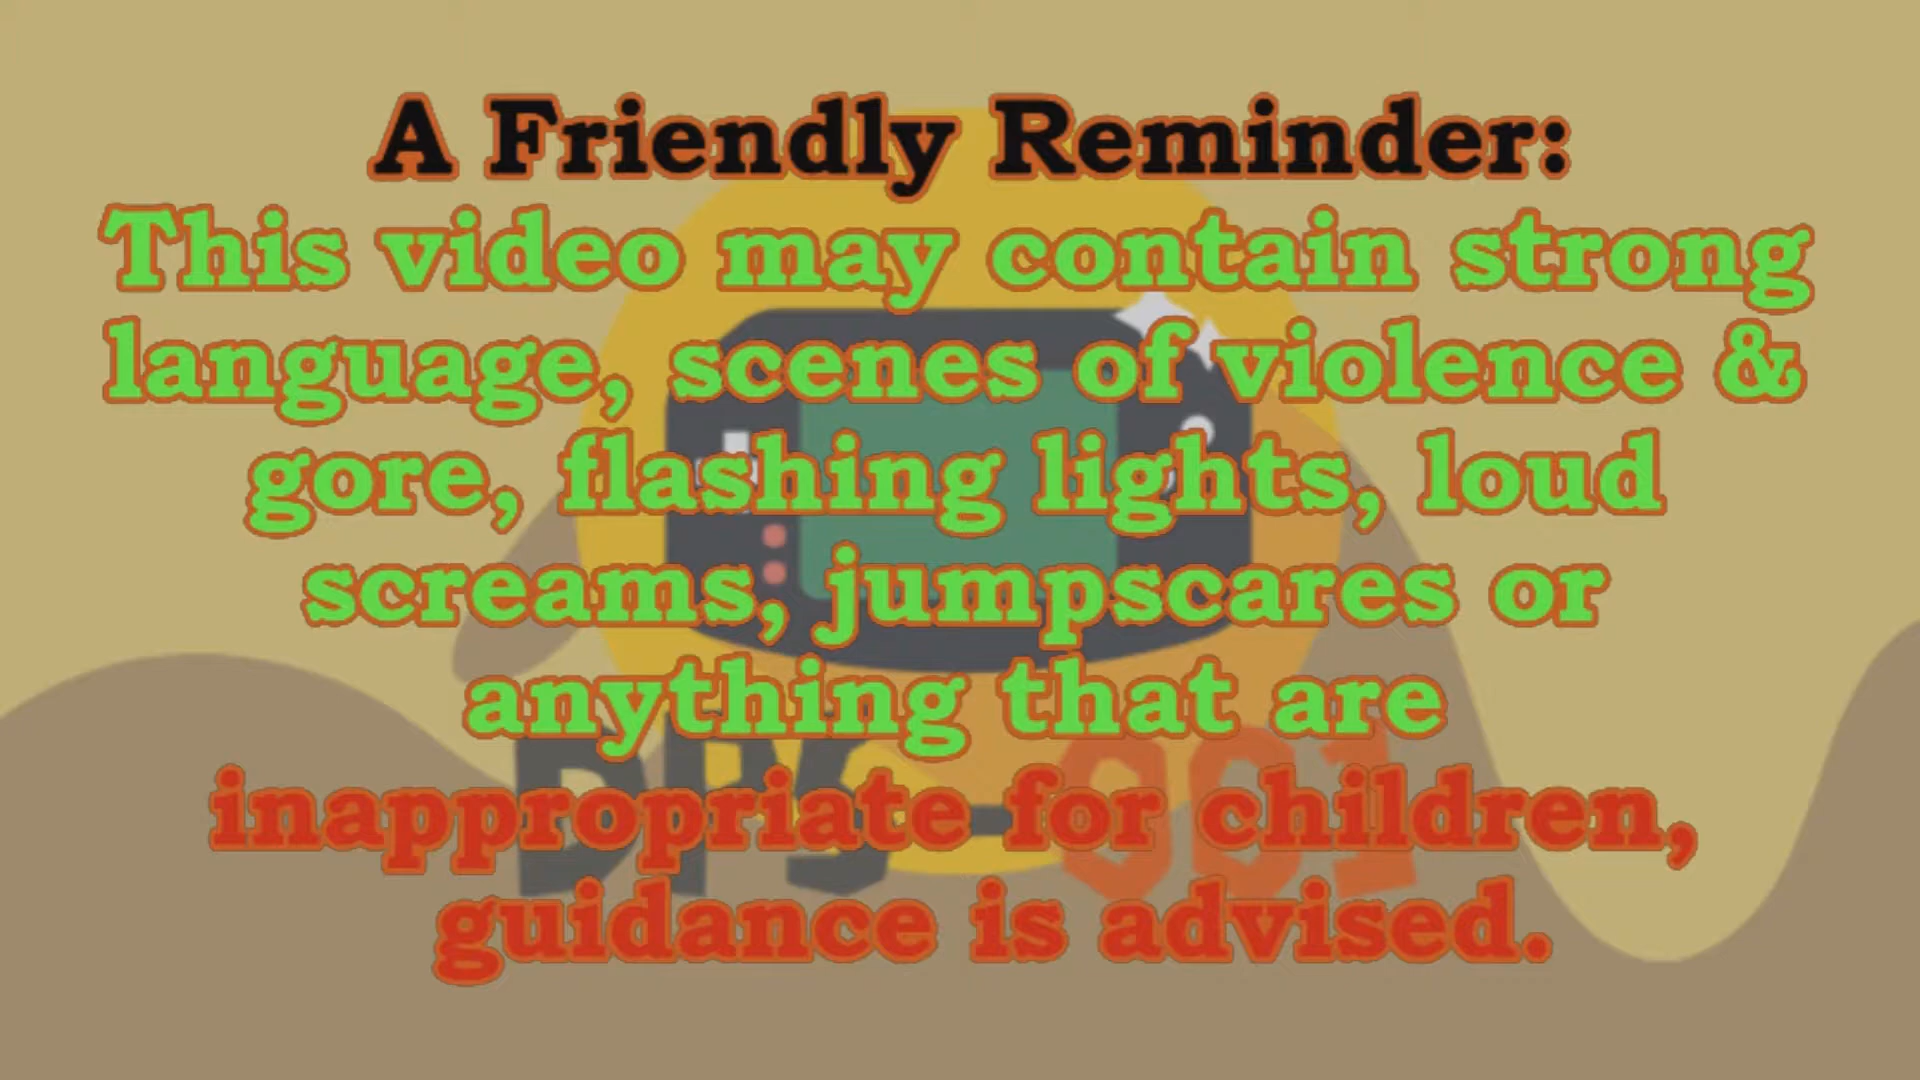 A Friendly Reminder:
This video may contain strong
language, scenes of violence &
gore, flashing lights, loud
screams, jumpscares or
anything that are
inappropriate for children,
guidance is advised.